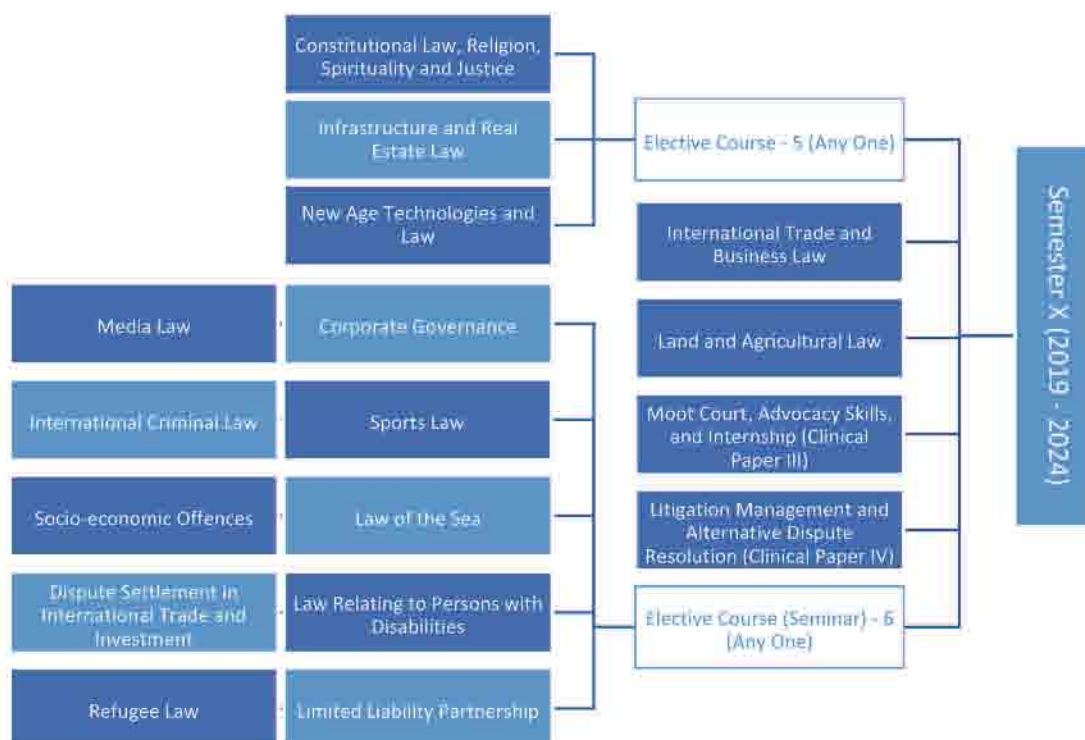 Constitutional Law, Religion,
Spirituality and Justice
Infrastructure and Real
Estate Law
New Age Technologies and
Law
Elective Course - 5 (Any One)
International Trade and
Business Law
Land and Agricultural Law
Moot Court, Advocacy Skills,
and Internship (Clinical
Paper III)
Litigation Management and
Alternative Dispute
Resolution (Clinical Paper IV)
Elective Course (Seminar) - 6
(Any One)
Semester X (2019 - 2024)
Media Law
Corporate Governance
International Criminal Law
Sports Law
Socio-economic Offences
Law of the Sea
Dispute Settlement in
International Trade and
Investment
Law Relating to Persons with
Disabilities
Refugee Law
Limited Liability Partnership